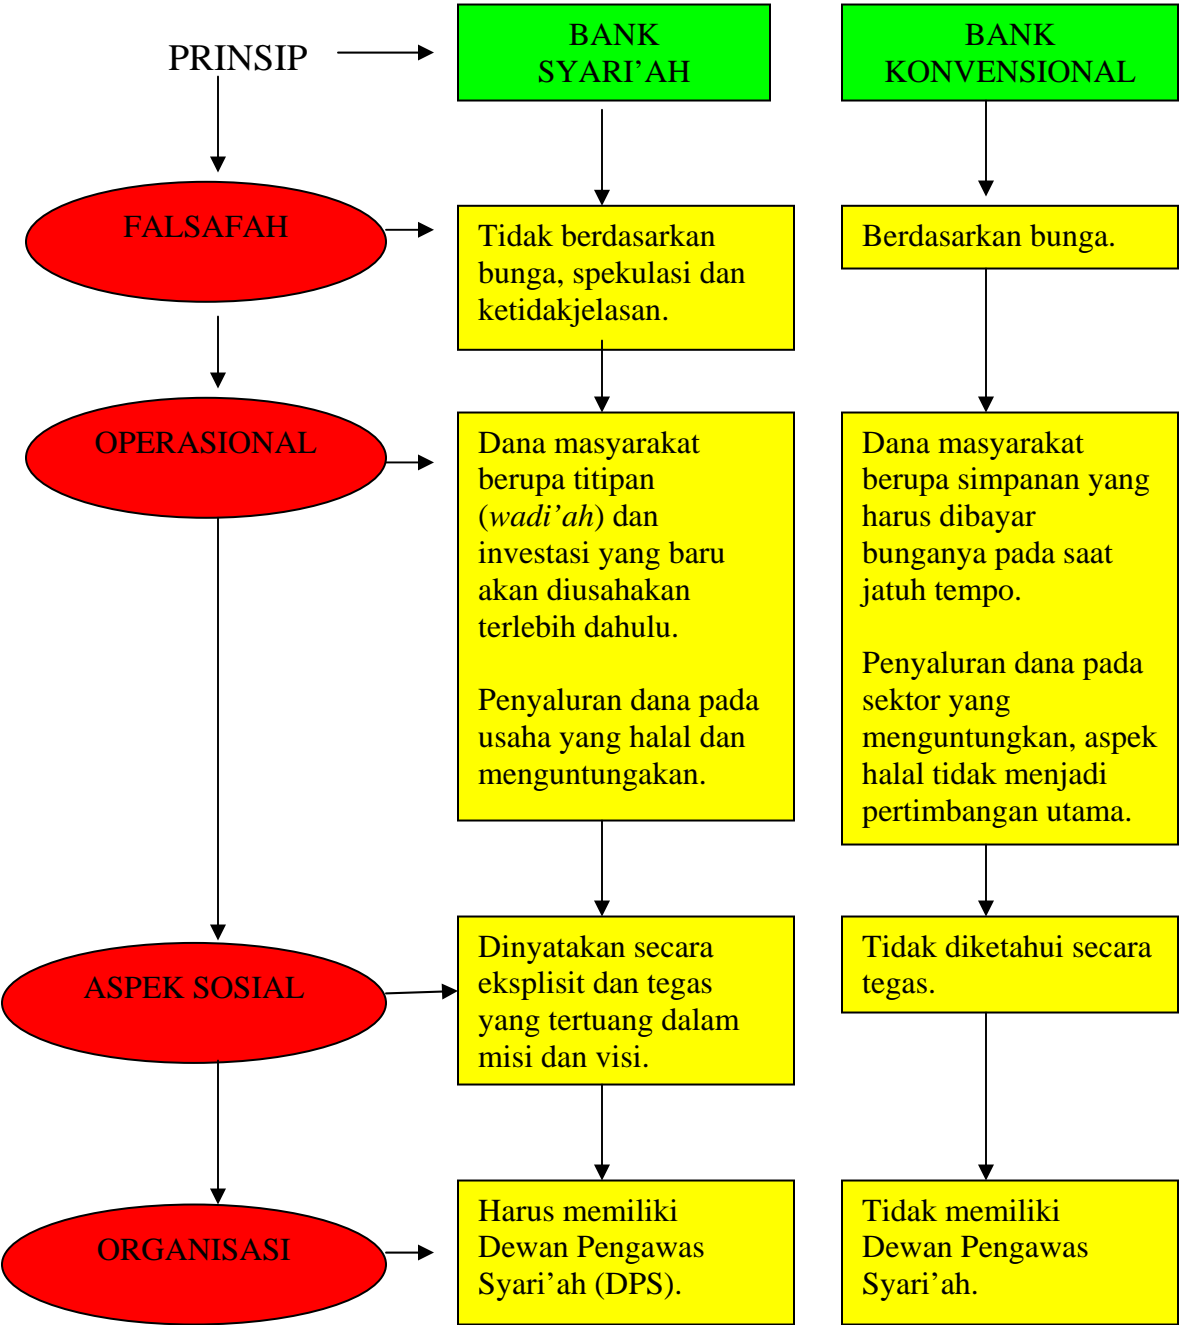 PRINSIP
BANK
SYARI’AH
BANK
KONVENSIONAL
FALSAFAH
Tidak berdasarkan
bunga, spekulasi dan
ketidakjelasan.
Berdasarkan bunga.
OPERASIONAL
Dana masyarakat
berupa titipan
(wadi’ah) dan
investasi yang baru
akan diusahakan
terlebih dahulu.
Penyaluran dana pada
usaha yang halal dan
menguntungakan.
Dana masyarakat
berupa simpanan yang
harus dibayar
bunganya pada saat
jatuh tempo.
Penyaluran dana pada
sektor yang
menguntungkan, aspek
halal tidak menjadi
pertimbangan utama.
ASPEK SOSIAL
Dinyatakan secara
eksplisit dan tegas
yang tertuang dalam
misi dan visi.
Tidak diketahui secara
tegas.
ORGANISASI
Harus memiliki
Dewan Pengawas
Syari’ah (DPS).
Tidak memiliki
Dewan Pengawas
Syari’ah.